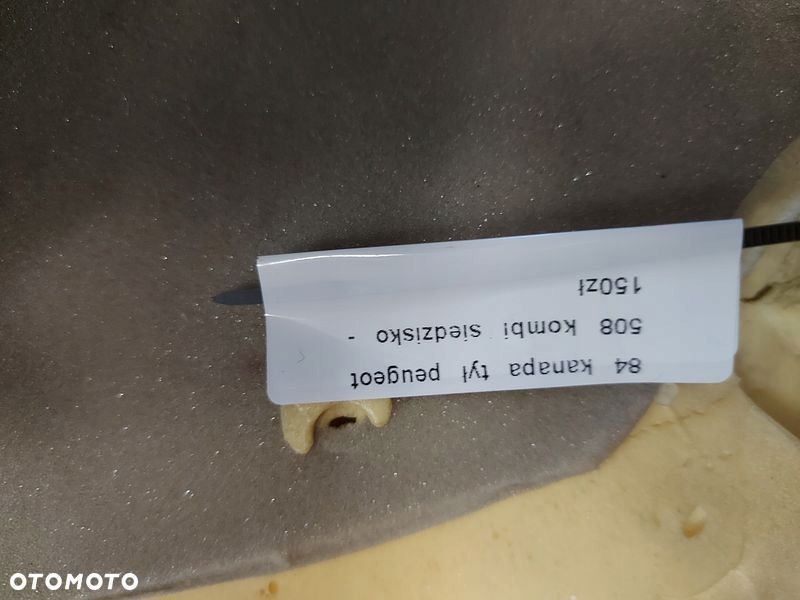 84 kanapa tył peugeot
508 kombi siedzisko -
150zł
OTOMOTO